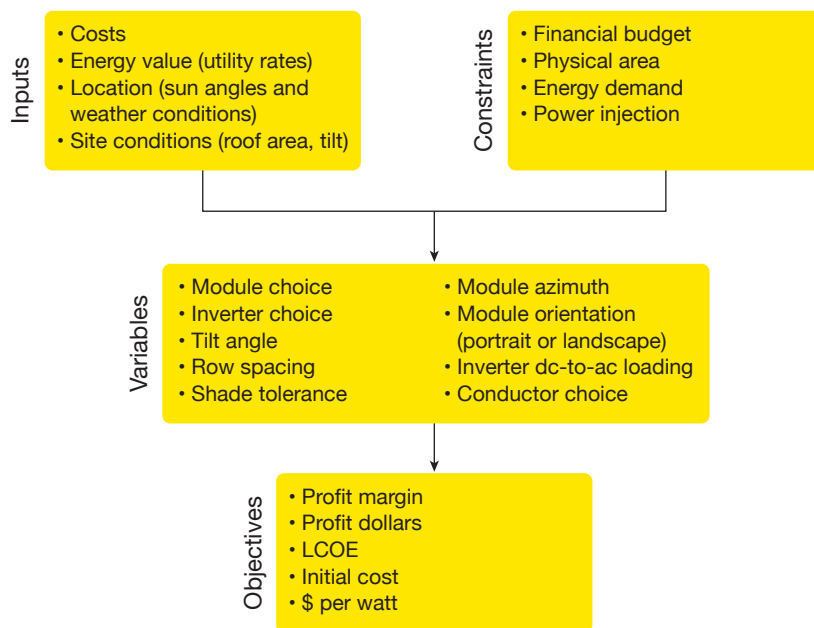 Inputs
• Costs
• Energy value (utility rates)
• Location (sun angles and
weather conditions)
• Site conditions (roof area, tilt)
Constraints
• Financial budget
• Physical area
• Energy demand
• Power injection
Variables
• Module choice
• Inverter choice
• Tilt angle
• Row spacing
• Shade tolerance
• Module azimuth
• Module orientation
(portrait or landscape)
• Inverter dc-to-ac loading
• Conductor choice
Objectives
• Profit margin
• Profit dollars
• LCOE
• Initial cost
• $ per watt